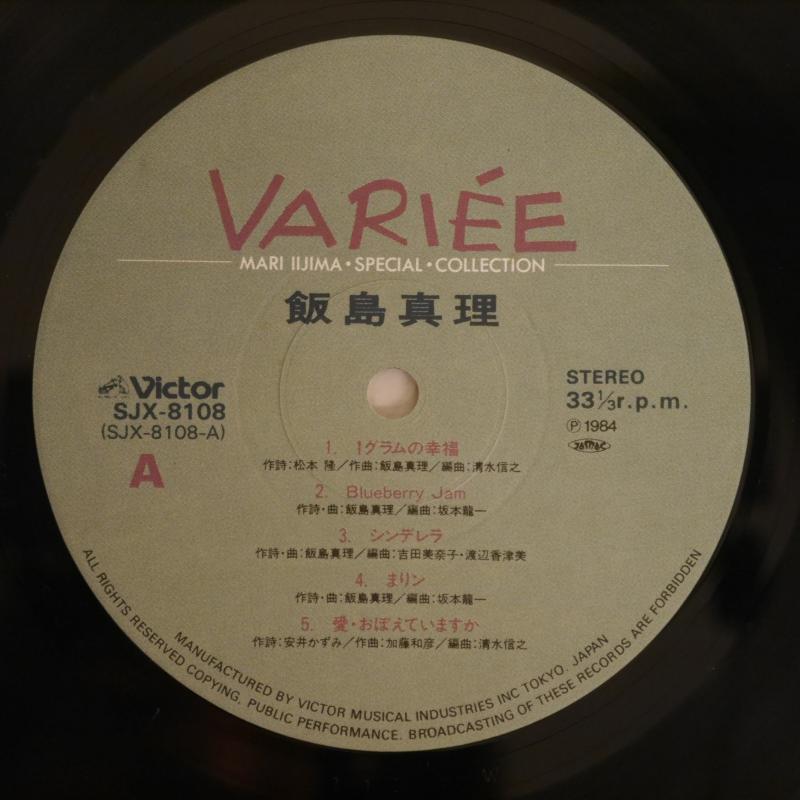 VARIÉE
MARI IIJIMA・SPECIAL・COLLECTION
飯島真理
Victor
SJX-8108
(SJX-8108-A)
A
STEREO
33 1/3 r.p.m.
Ⓟ 1984
JASRAC
1. 1グラムの幸福
作詩:松本 隆/作曲:飯島真理/編曲:清水信之
2. Blueberry Jam
作詩・曲:飯島真理/編曲:坂本龍一
3. シンデレラ
作詩・曲:飯島真理/編曲:吉田美奈子・渡辺香津美
4. まりン
作詩・曲:飯島真理/編曲:坂本龍一
5. 愛・おぼえていますか
作詩:安井かずみ/作曲:加藤和彦/編曲:清水信之
MANUFACTURED BY VICTOR MUSICAL INDUSTRIES INC TOKYO. JAPAN
ALL RIGHTS RESERVED COPYING. PUBLIC PERFORMANCE. BROADCASTING OF THESE RECORDS ARE FORBIDDEN